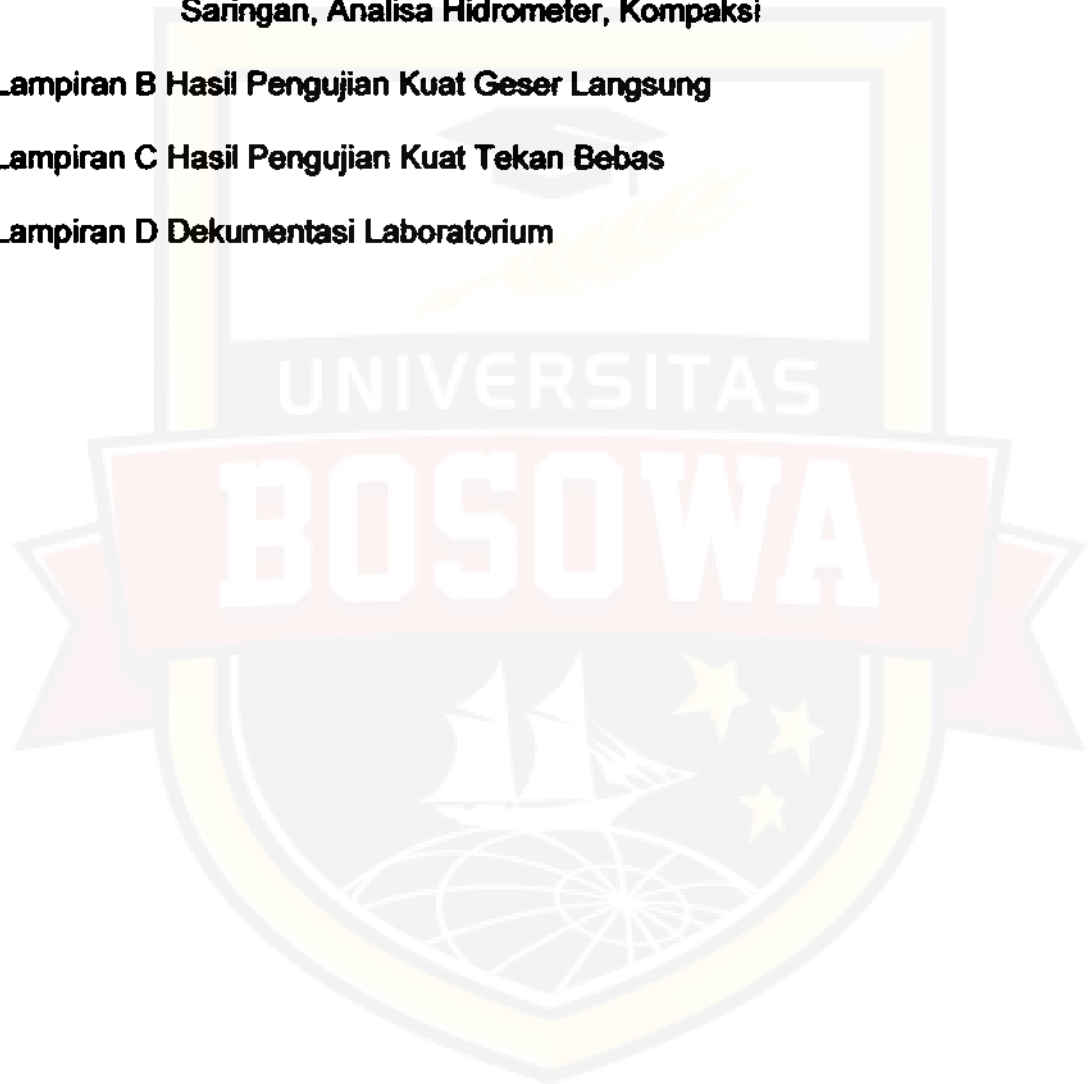 Saringan, Analisa Hidrometer, Kompaksi
Lampiran B Hasil Pengujian Kuat Geser Langsung
Lampiran C Hasil Pengujian Kuat Tekan Bebas
Lampiran D Dekumentasi Laboratorium
UNIVERSITAS
BOSOWA